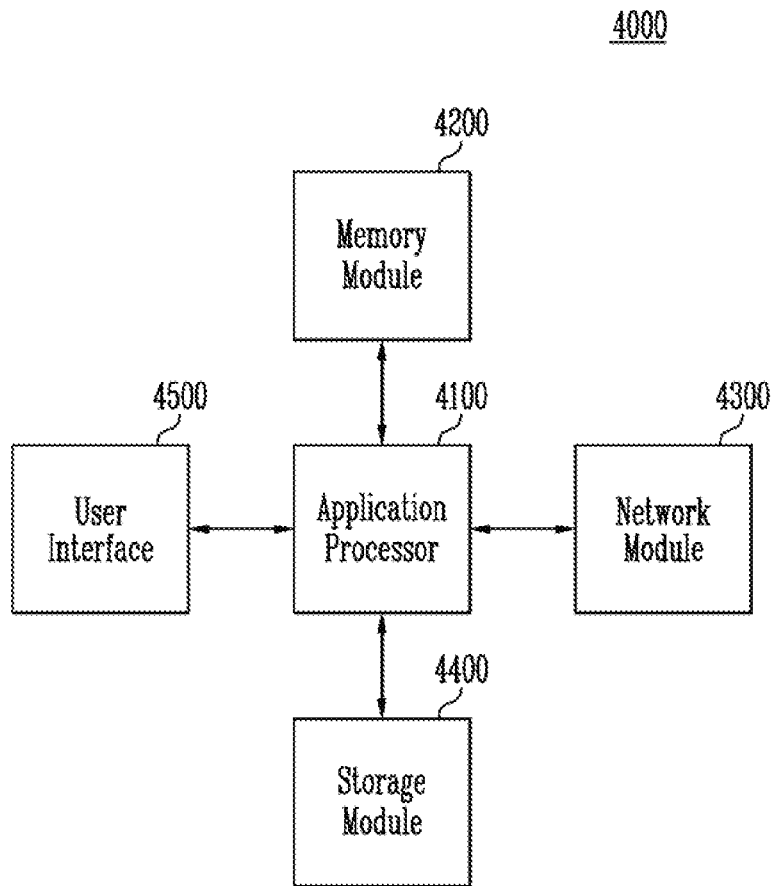 4000
4200
Memory
Module
4500
4100
4300
User
Interface
Application
Processor
Network
Module
4400
Storage
Module